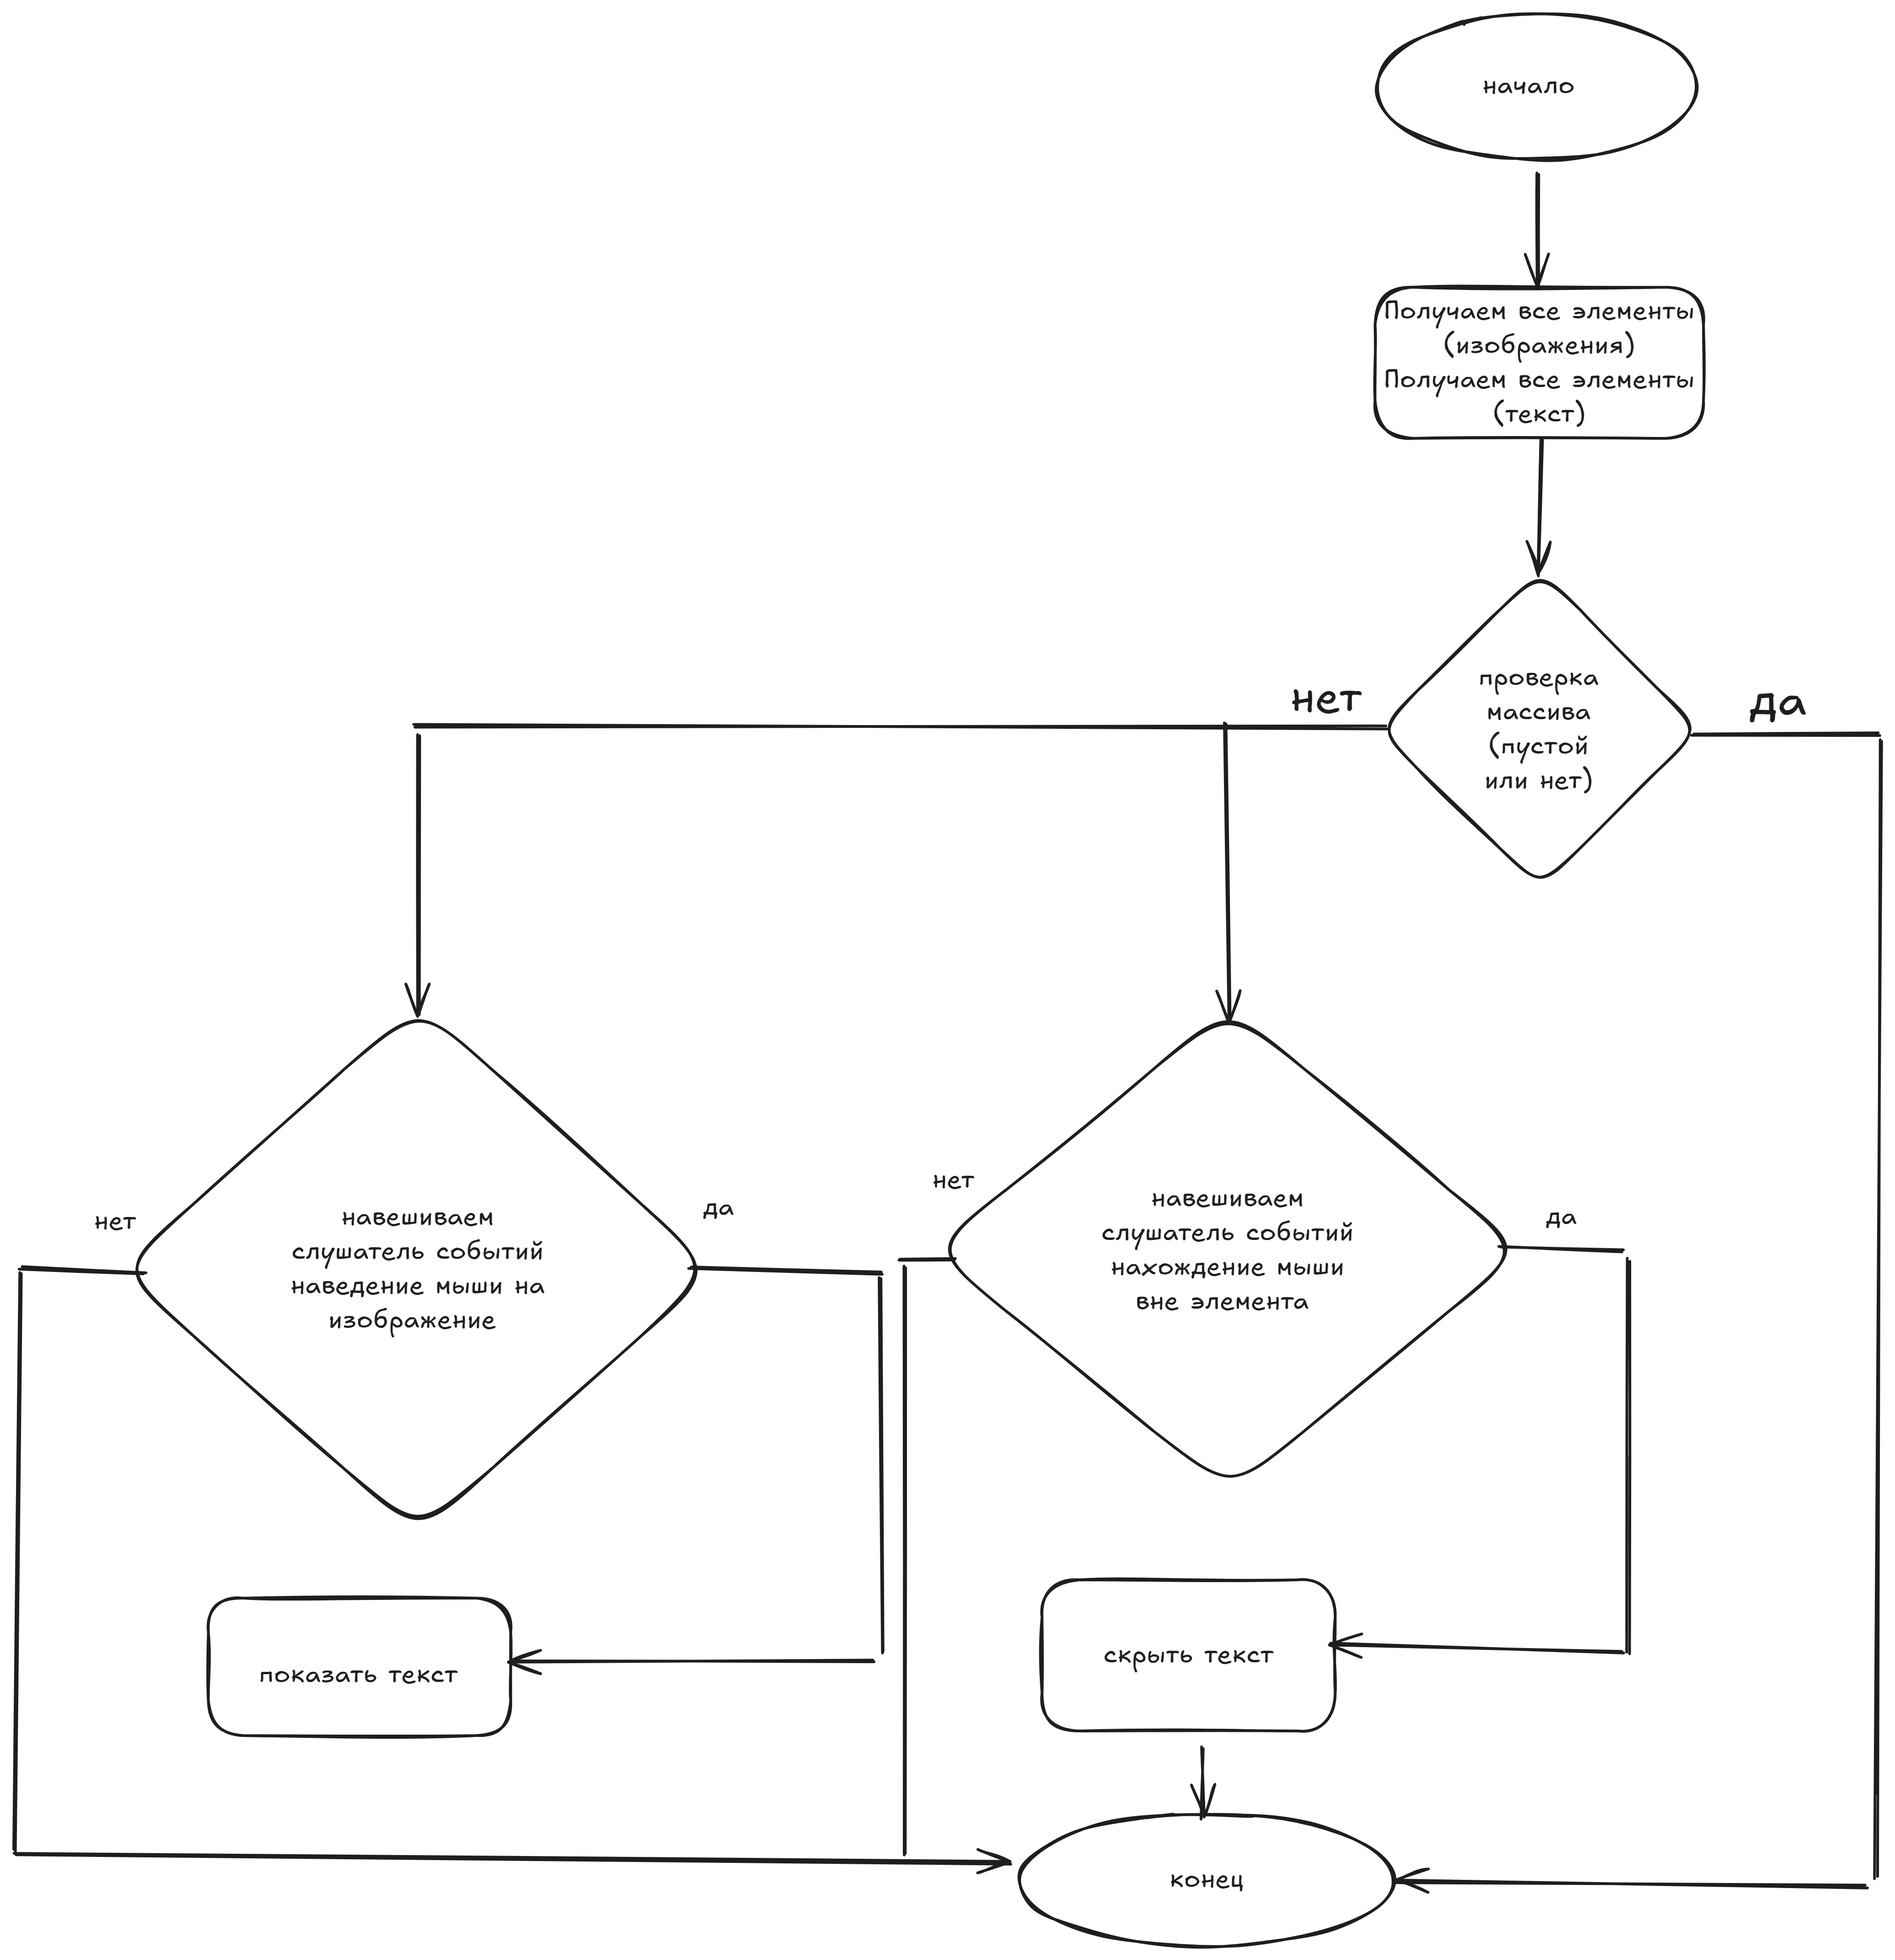 начало
Получаем все элементы
(изображения)
Получаем все элементы
(текст)
нет
да
проверка
массива
(пустой
или нет)
нет
навешиваем
слушатель событий
наведение мыши на
изображение
да
нет
навешиваем
слушатель событий
нахождение мыши
вне элемента
да
показать текст
скрыть текст
конец